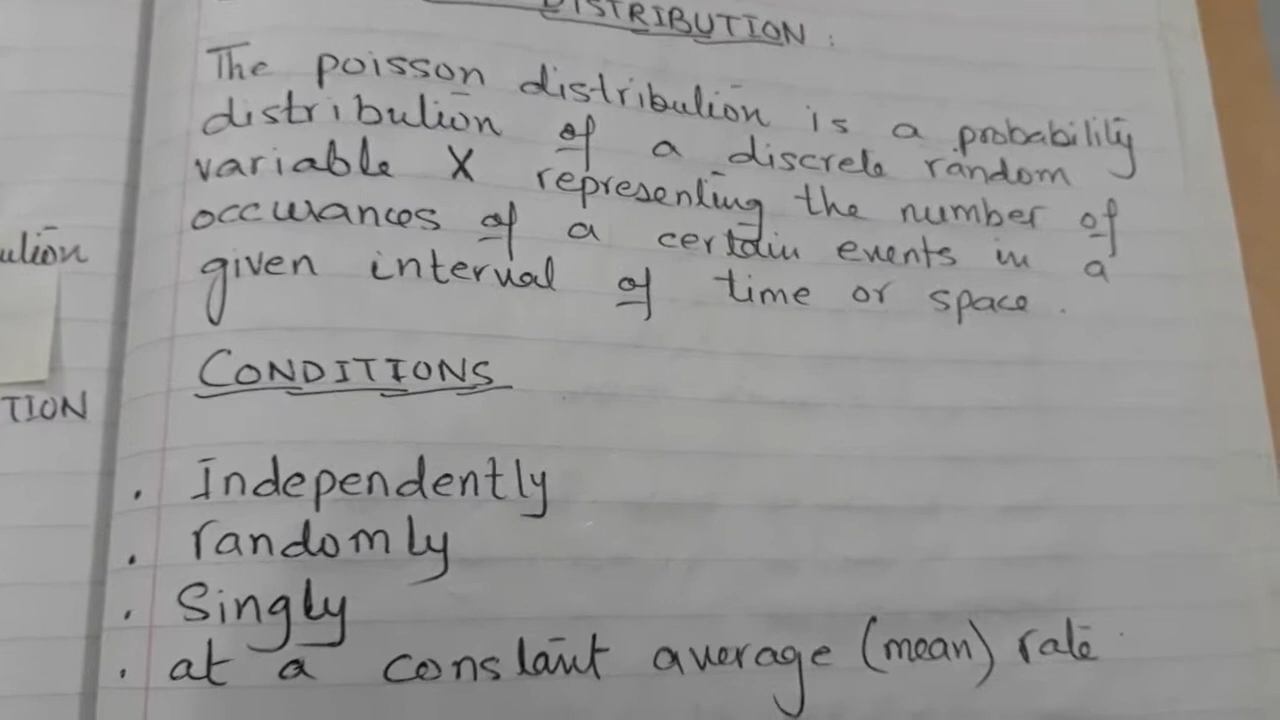 DISTRIBUTION :
The poisson distribution is a probability
distribution of a discrete random
variable X representing the number of
occurances of a certain events in a
given interval of time or space .
CONDITIONS
. Independently
. randomly
. Singly
. at a constant average (mean) rate
ution
TION